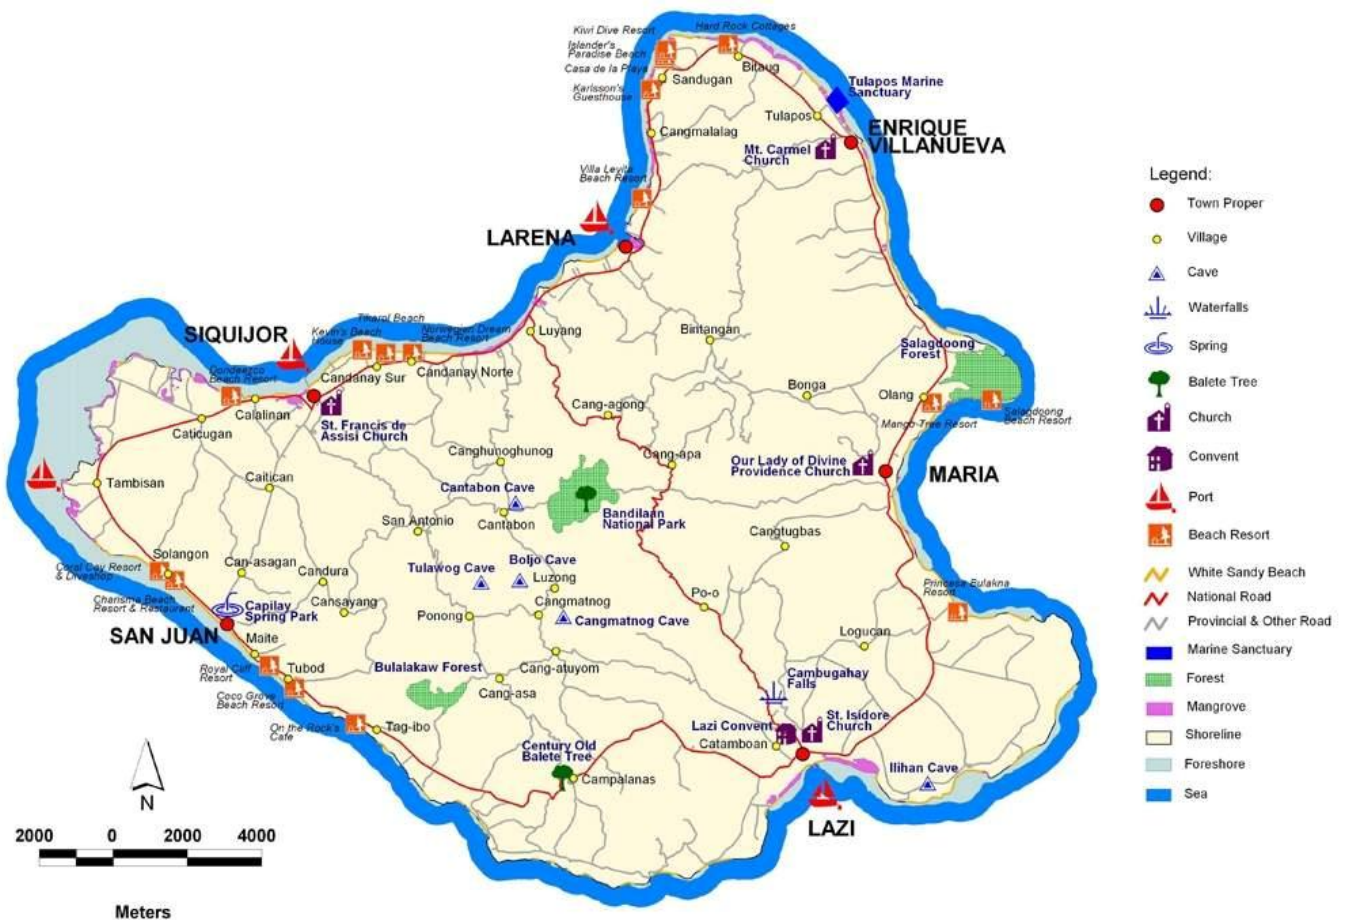 Kiwi Dive Resort
Hard Rock Cottages
Islander's
Paradise Beach
Casa de la Playa
Karlsson's
Guesthouse
Sandugan
Bitaug
Tulapos Marine
Sanctuary
Tulapos
Cangmalalag
ENRIQUE
VILLANUEVA
Mt. Carmel
Church
Villa Levita
Beach Resort
LARENA
SIQUIJOR
Tikarol Beach
Kevin's Beach
House
Norwegian Dream
Beach Resort
Luyang
Bintangan
Salagdoong
Forest
Dondeezco
Beach Resort
Candanay Sur
Candanay Norte
Calalinan
Caticugan
St. Francis de
Assisi Church
Cang-agong
Bonga
Olang
Mango Tree Resort
Salagdoong
Beach Resort
Canghunoghunog
Cang-apa
Our Lady of Divine
Providence Church
MARIA
Tambisan
Caitican
Cantabon Cave
Cantabon
San Antonio
Bandilaan
National Park
Cangtugbas
Solangon
Coral Cay Resort
& Diveshop
Can-asagan
Candura
Tulawog Cave
Boljo Cave
Luzong
Charisma Beach
Resort & Restaurant
Capilay
Spring Park
Cansayang
Ponong
Cangmatnog
Cangmatnog Cave
Po-o
Princesa Bulakna
Resort
SAN JUAN
Maite
Logucan
Royal Cliff
Resort
Tubod
Bulalakaw Forest
Cang-atuyom
Cang-asa
Cambugahay
Falls
Coco Grove
Beach Resort
On the Rock's
Cafe
Tag-ibo
Lazi Convent
St. Isidore
Church
Catamboan
Century Old
Balete Tree
Campalanas
Ilihan Cave
LAZI
N
2000 0 2000 4000
Meters
Legend:
Town Proper
Village
Cave
Waterfalls
Spring
Balete Tree
Church
Convent
Port
Beach Resort
White Sandy Beach
National Road
Provincial & Other Road
Marine Sanctuary
Forest
Mangrove
Shoreline
Foreshore
Sea